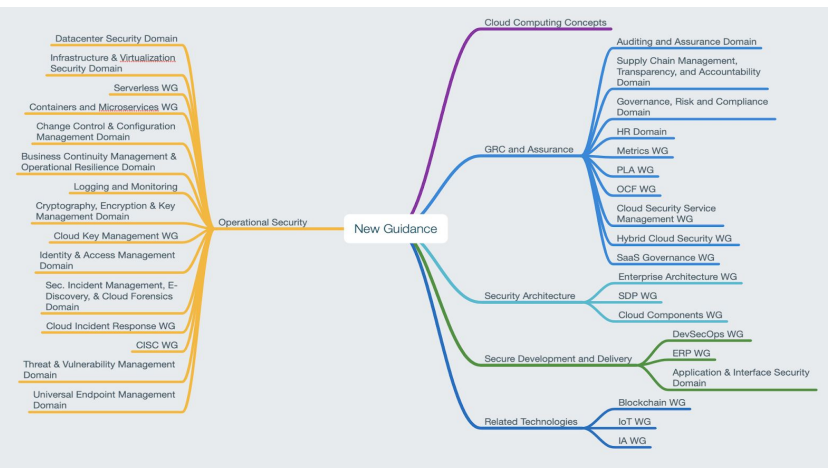 Datacenter Security Domain
Infrastructure & Virtualization
Security Domain
Serverless WG
Containers and Microservices WG
Change Control & Configuration
Management Domain
Business Continuity Management &
Operational Resilience Domain
Logging and Monitoring
Cryptography, Encryption & Key
Management Domain
Cloud Key Management WG
Identity & Access Management
Domain
Sec. Incident Management, E-
Discovery, & Cloud Forensics
Domain
Cloud Incident Response WG
CISC WG
Threat & Vulnerability Management
Domain
Universal Endpoint Management
Domain
Operational Security
New Guidance
Cloud Computing Concepts
GRC and Assurance
Auditing and Assurance Domain
Supply Chain Management,
Transparency, and Accountability
Domain
Governance, Risk and Compliance
Domain
HR Domain
Metrics WG
PLA WG
OCF WG
Cloud Security Service
Management WG
Hybrid Cloud Security WG
SaaS Governance WG
Security Architecture
Enterprise Architecture WG
SDP WG
Cloud Components WG
Secure Development and Delivery
DevSecOps WG
ERP WG
Application & Interface Security
Domain
Related Technologies
Blockchain WG
IoT WG
IA WG